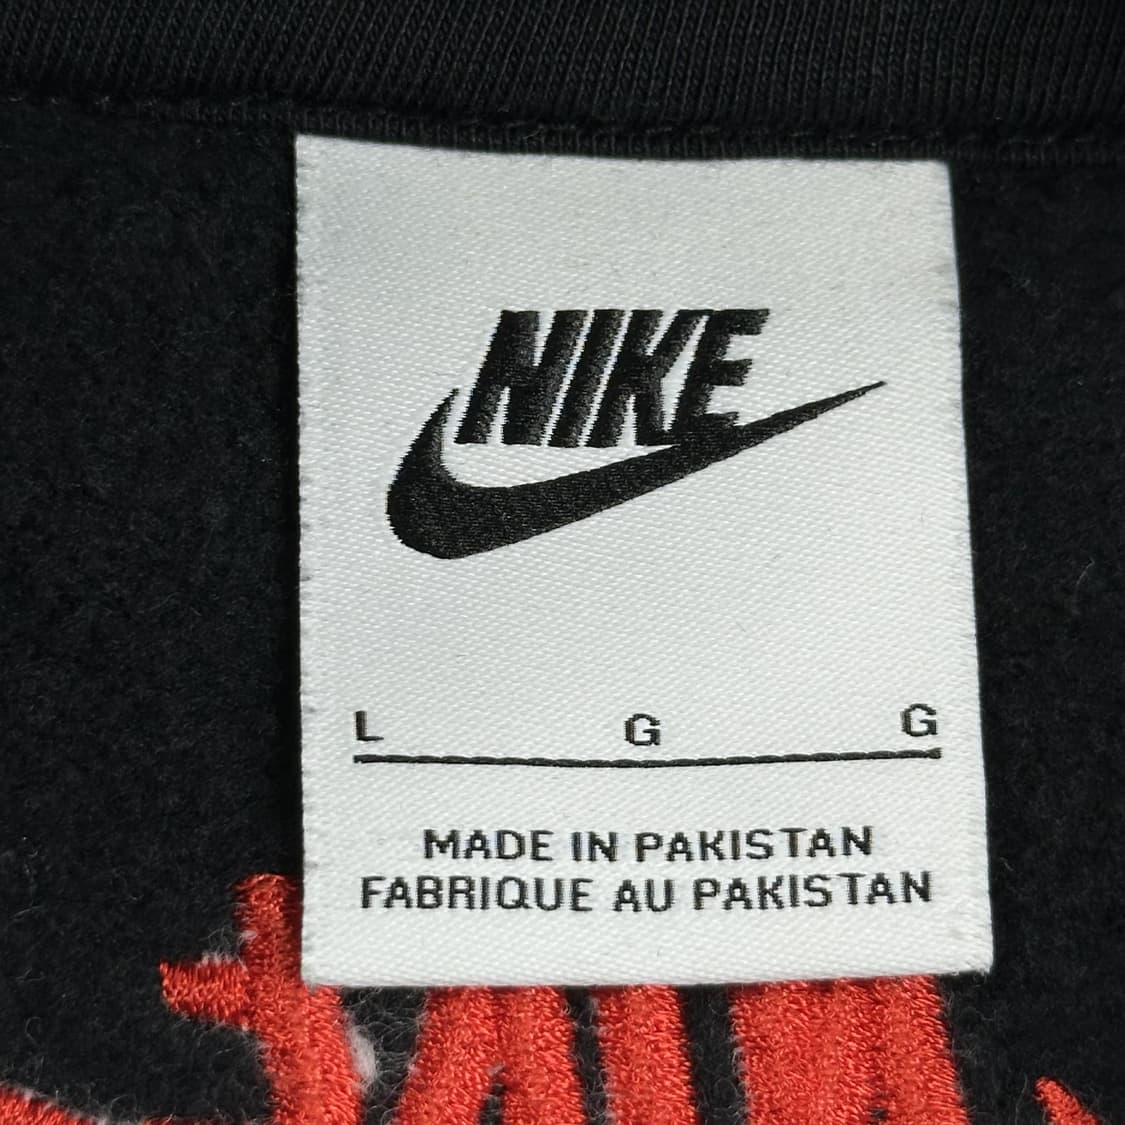 NIKE
L G G
MADE IN PAKISTAN
FABRIQUE AU PAKISTAN